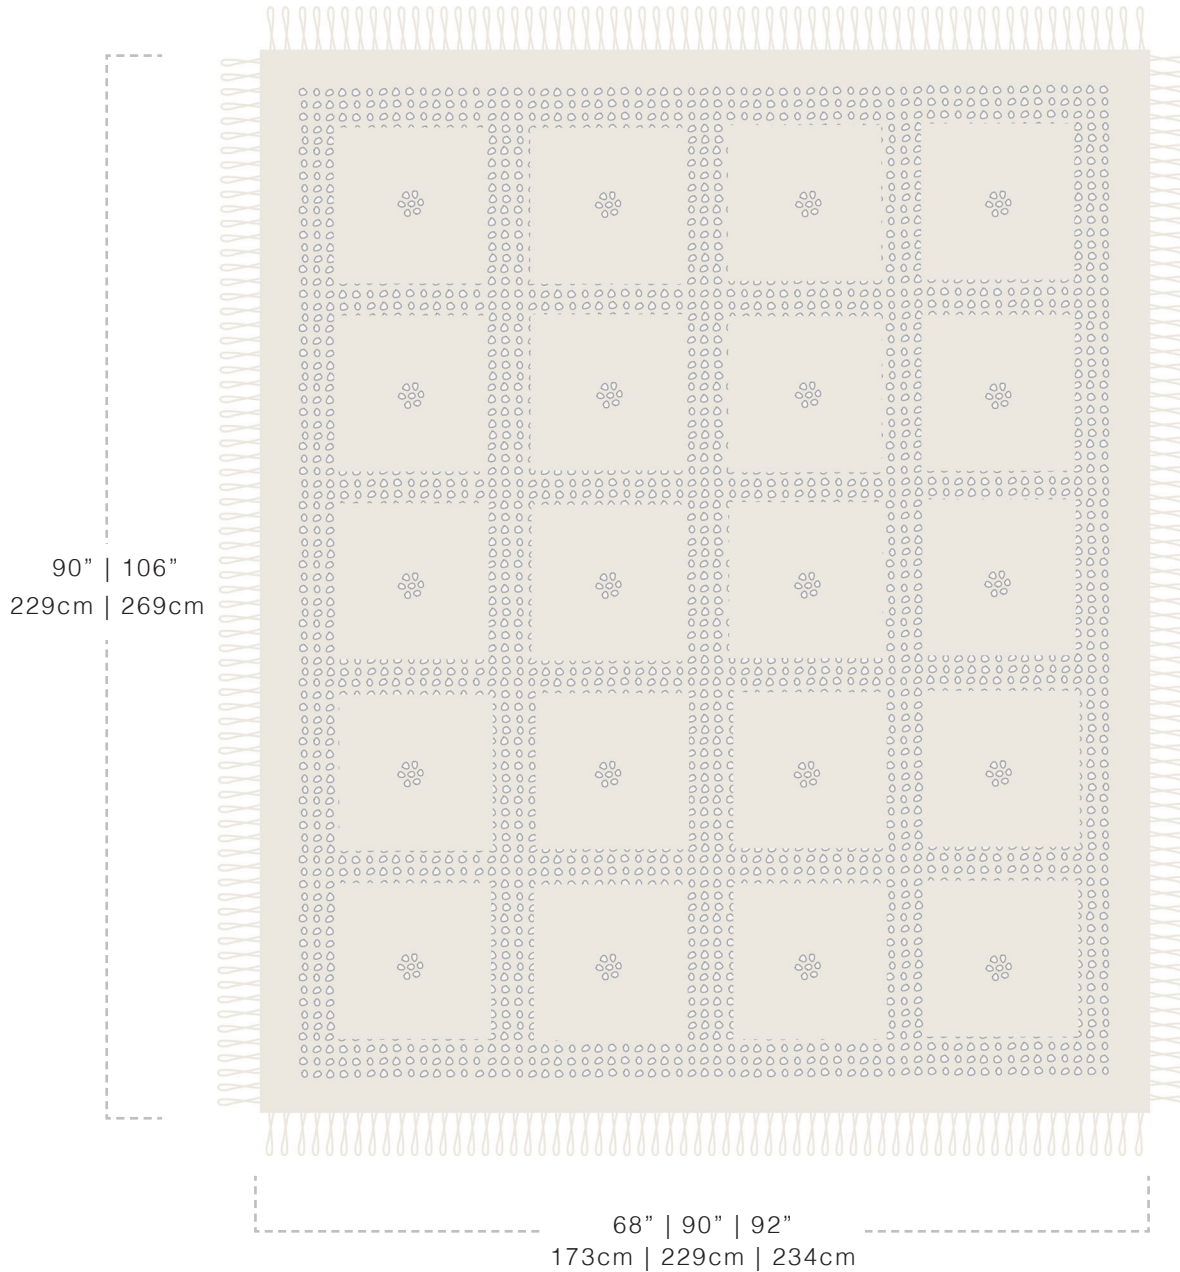 90” | 106”
229cm | 269cm
68” | 90” | 92”
173cm | 229cm | 234cm